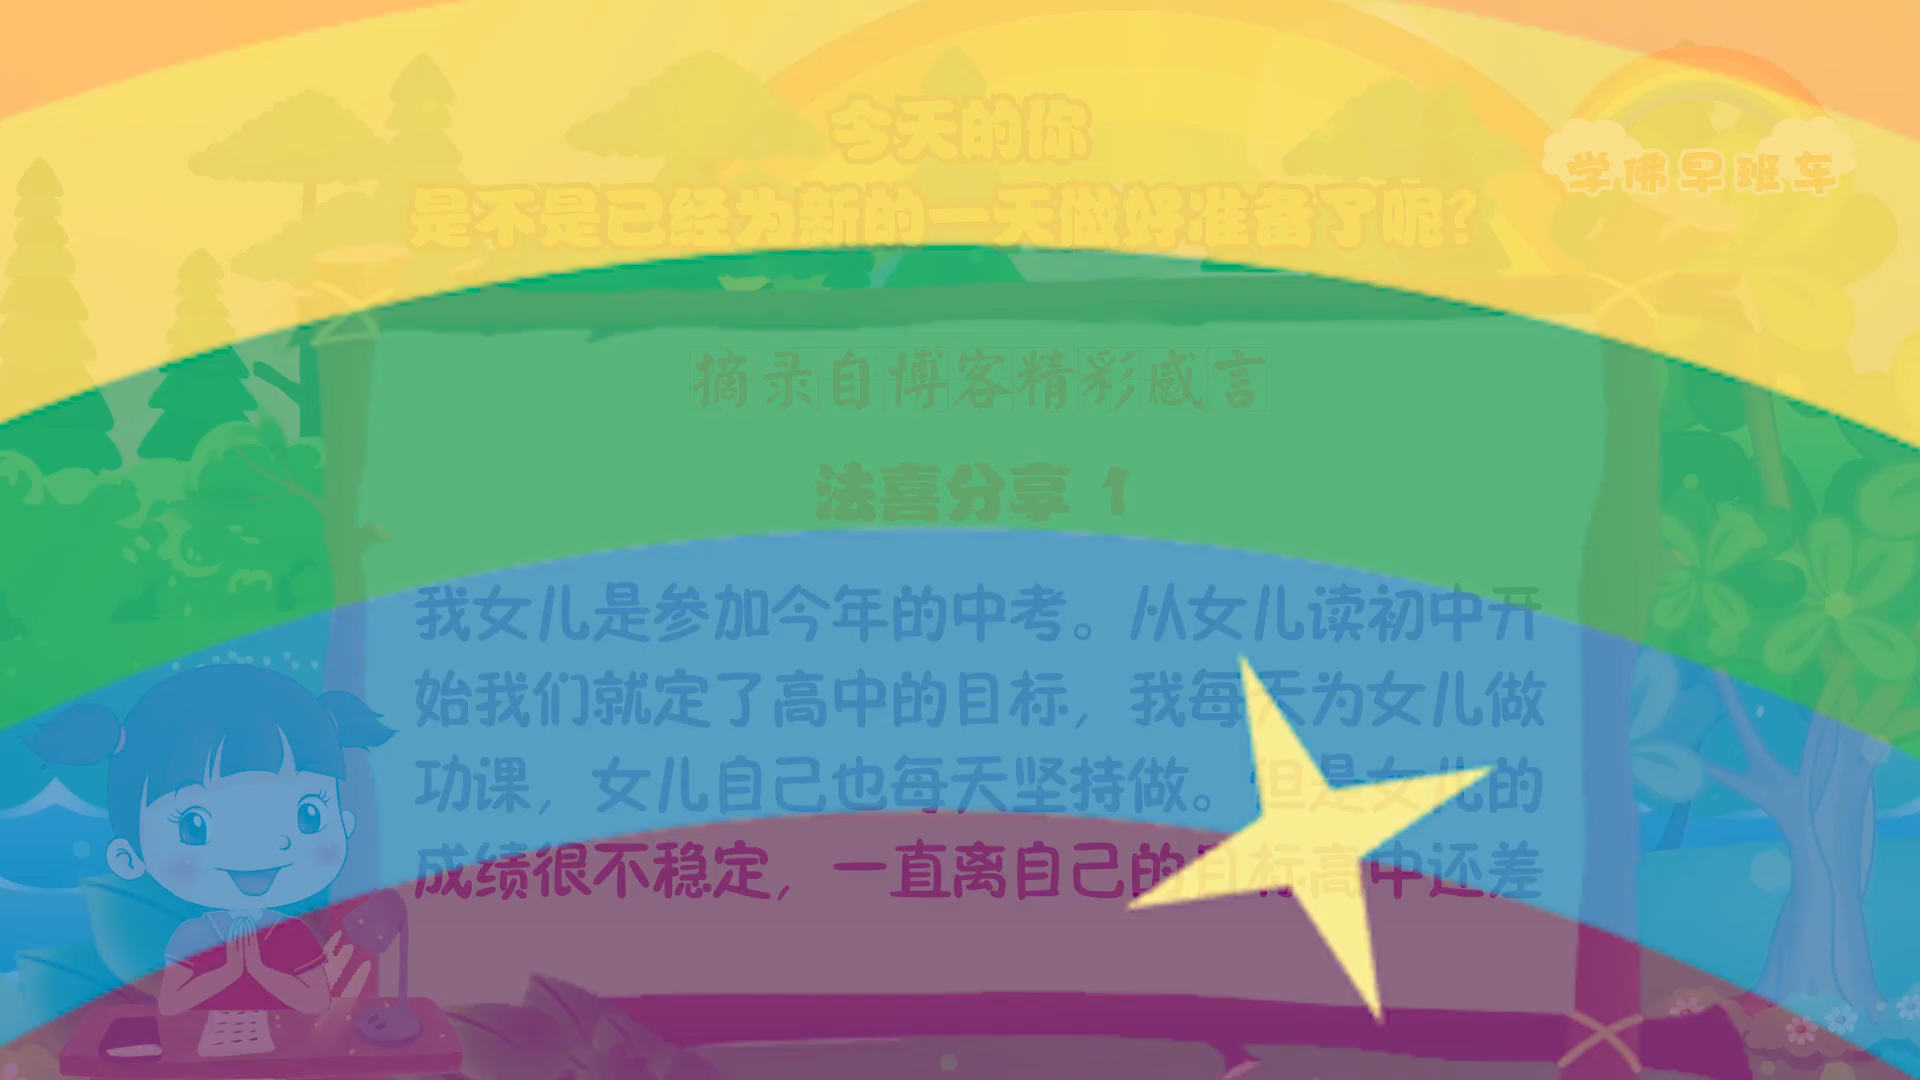 今天的你
学佛早班车
是不是已经为新的一天做好准备了呢?
摘录自博客精彩感言
法喜分享 1
我女儿是参加今年的中考。从女儿读初中开
始我们就定了高中的目标，我每天为女儿做
功课，女儿自己也每天坚持做。但是女儿的
成绩很不稳定，一直离自己的目标高中还差